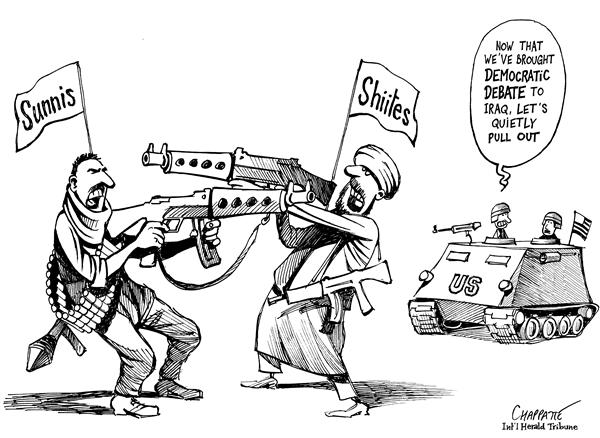 Sunnis
Shiites
NOW THAT
WE'VE BROUGHT
DEMOCRATIC
DEBATE TO
IRAQ, LET'S
QUIETLY
PULL OUT
US
CHAPPATTE
Int'l Herald Tribune